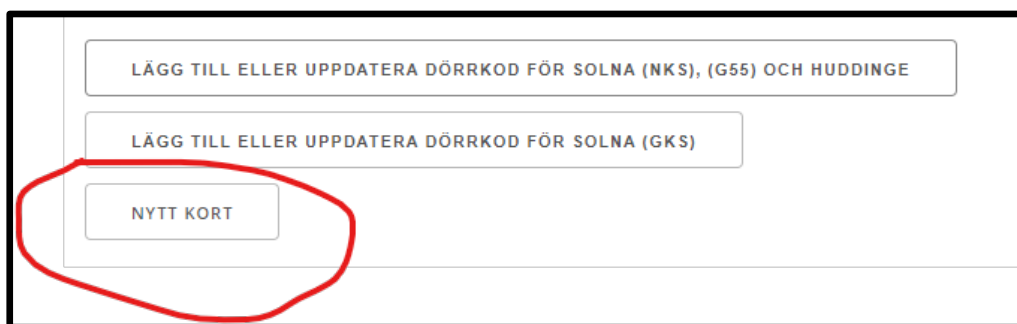 LÄGG TILL ELLER UPPDATERA DÖRRKOD FÖR SOLNA (NKS), (G55) OCH HUDDINGE
LÄGG TILL ELLER UPPDATERA DÖRRKOD FÖR SOLNA (GKS)
NYTT KORT